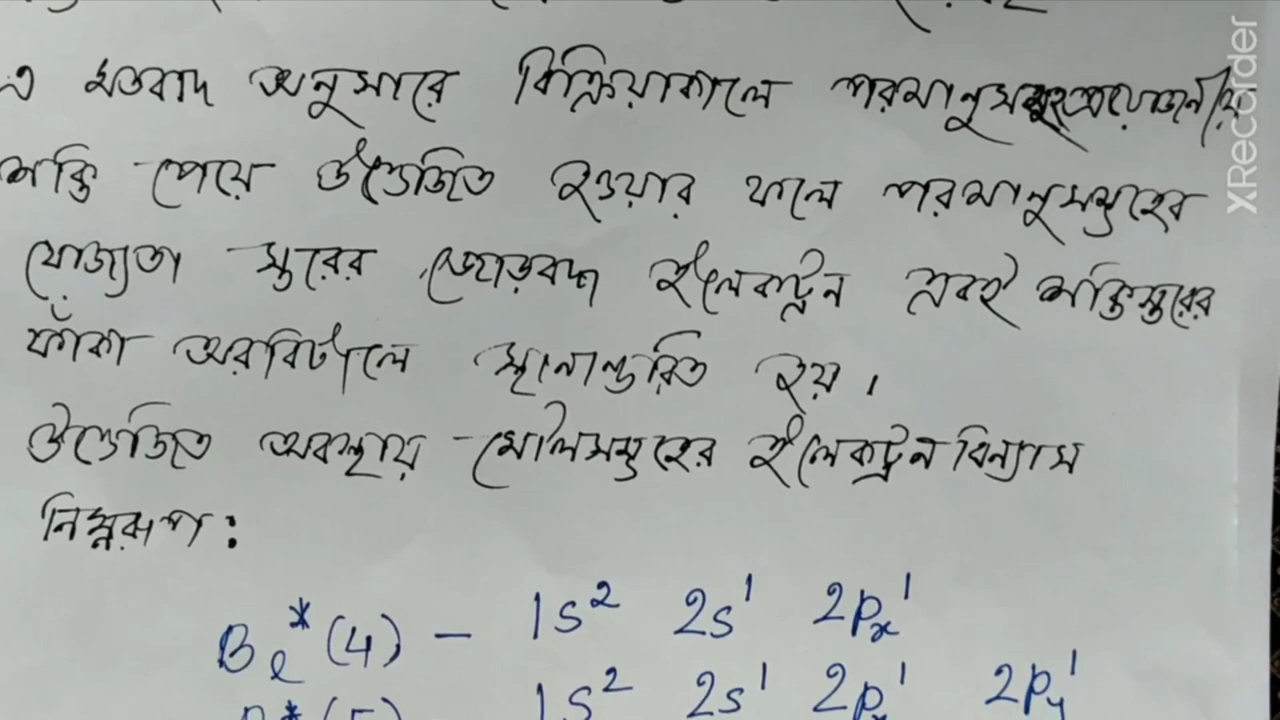 এ মতবাদ অনুসারে বিক্রিয়াকালে পরমানুসমূহ প্রয়োজনীয়
শক্তি পেয়ে উত্তেজিত হওয়ার ফলে পরমানুসমূহের
যোজ্যতা স্তরের জোড়বদ্ধ ইলেকট্রন একই শক্তিস্তরের
ফাঁকা অরবিটালে স্থানান্তরিত হয়।
উত্তেজিত অবস্থায় মৌলসমূহের ইলেকট্রন বিন্যাস
নিম্নরূপ:
Be*(4) – 1s² 2s¹ 2pₓ¹
1s² 2s¹ 2pₓ¹ 2pᵧ¹
XRecorder